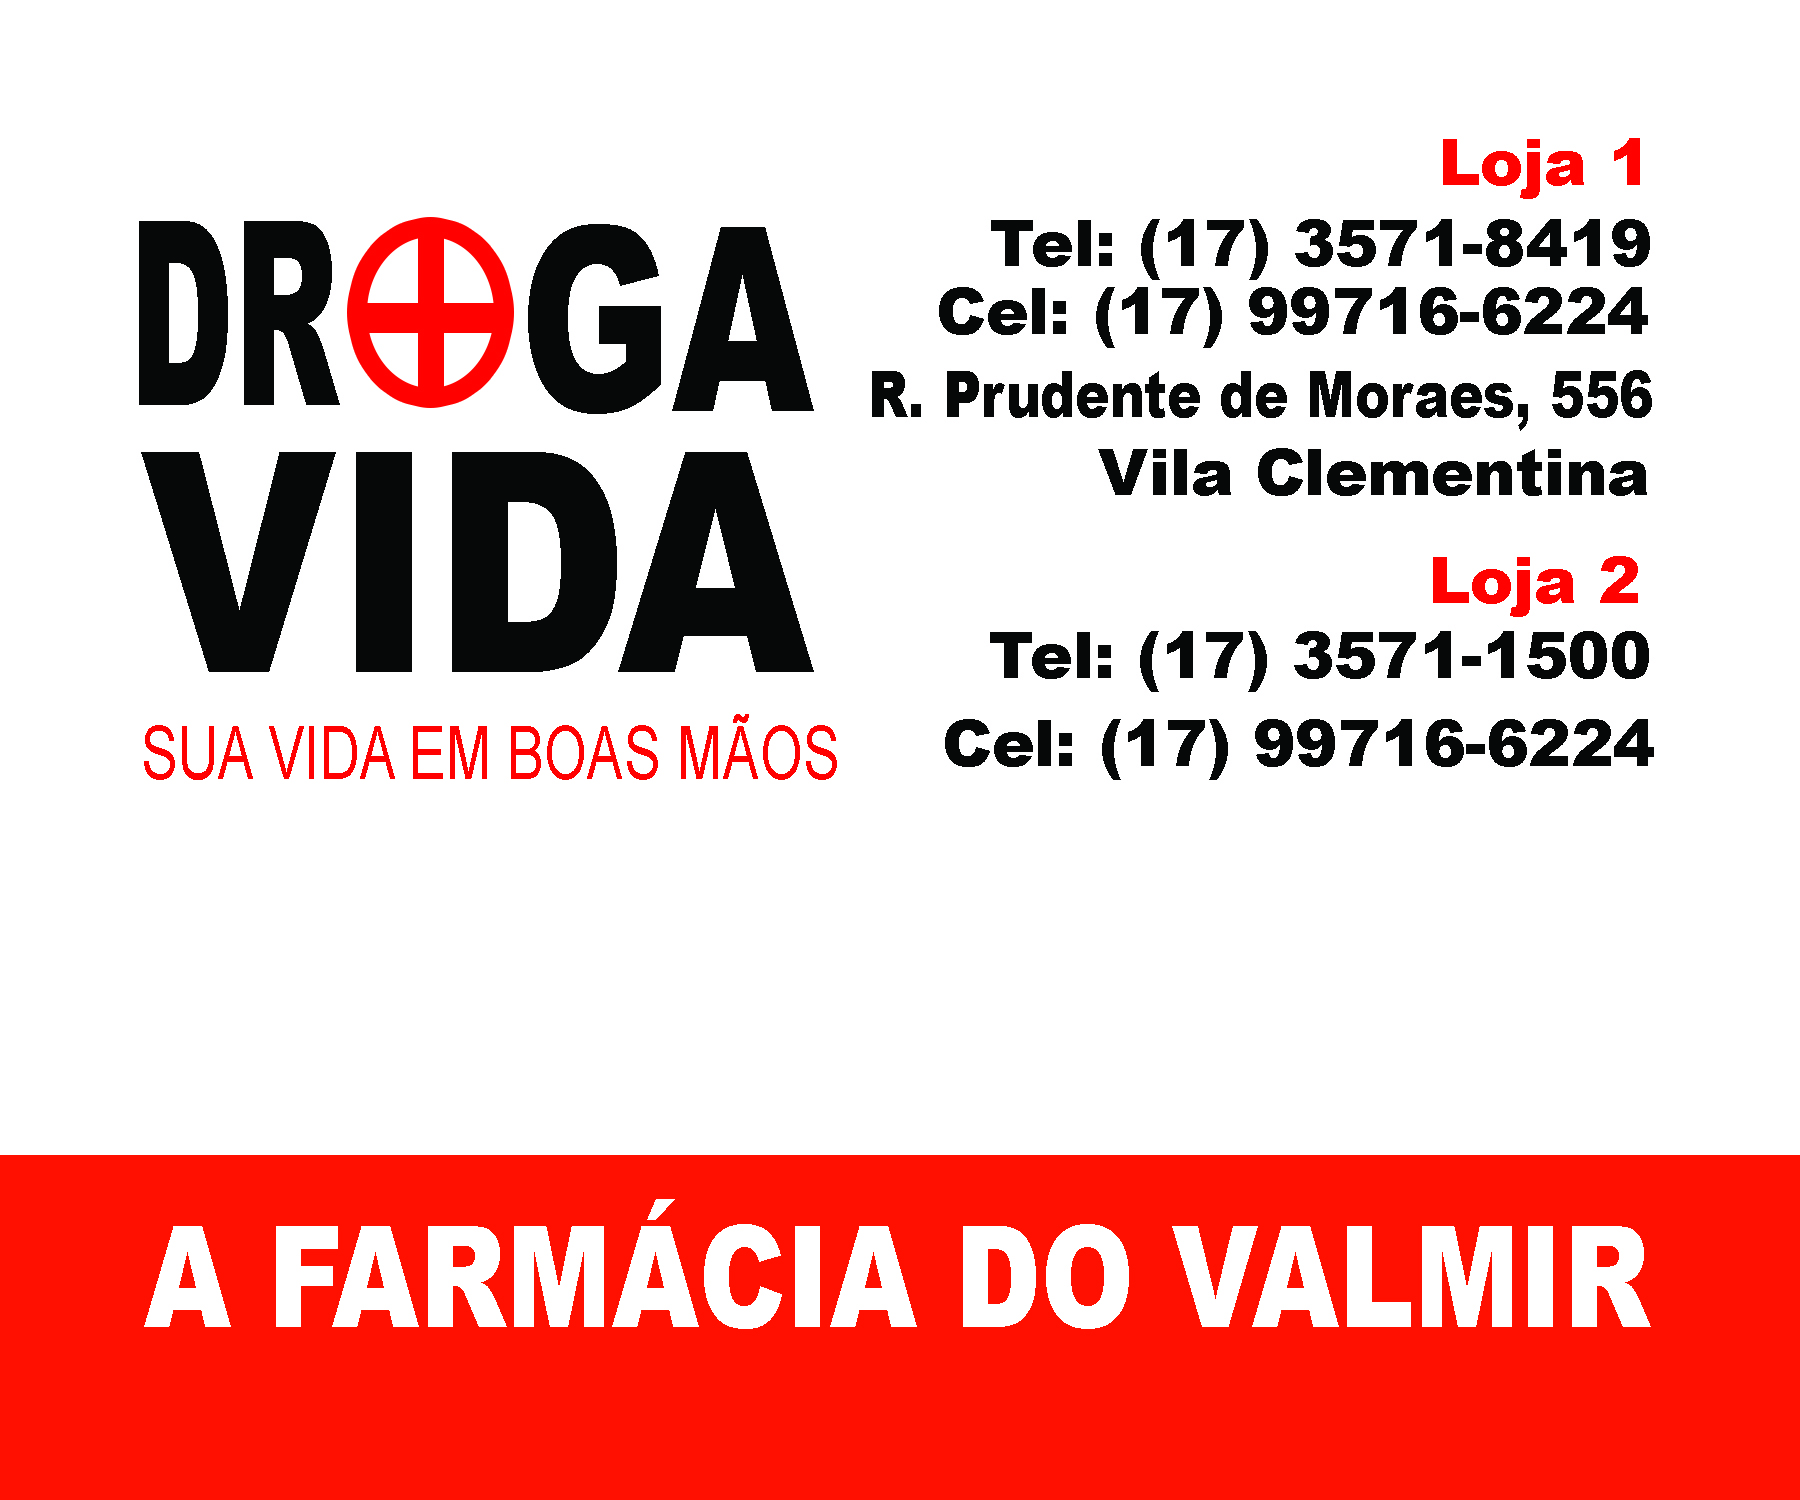 DROGA
VIDA
SUA VIDA EM BOAS MÃOS
Loja 1
Tel: (17) 3571-8419
Cel: (17) 99716-6224
R. Prudente de Moraes, 556
Vila Clementina
Loja 2
Tel: (17) 3571-1500
Cel: (17) 99716-6224
A FARMÁCIA DO VALMIR